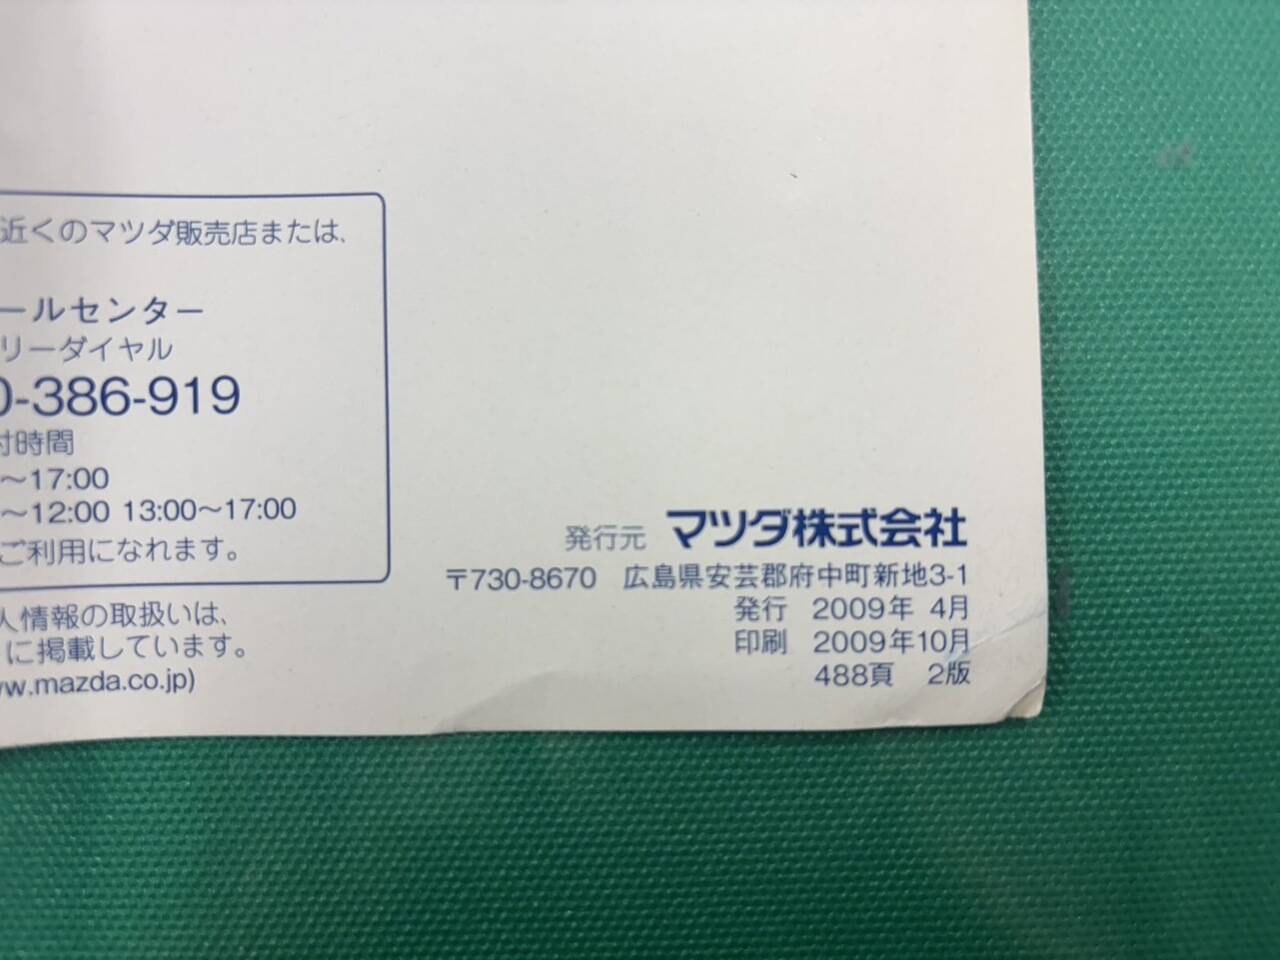 近くのマツダ販売店または、
ールセンター
リーダイヤル
0-386-919
付時間
～17:00
～12:00 13:00～17:00
ご利用になれます。
人情報の取扱いは、
に掲載しています。
w.mazda.co.jp)
発行元 マツダ株式会社
〒730-8670 広島県安芸郡府中町新地3-1
発行 2009年 4月
印刷 2009年10月
488頁 2版